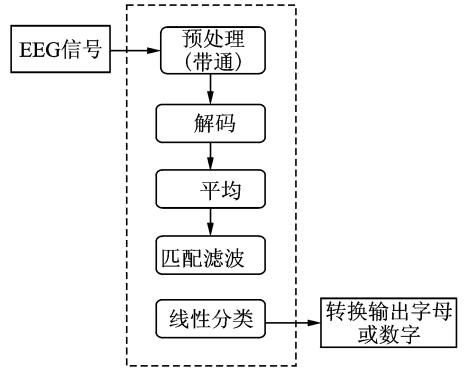 EEG信号
预处理
(带通)
解码
平均
匹配滤波
线性分类
转换输出字母
或数字